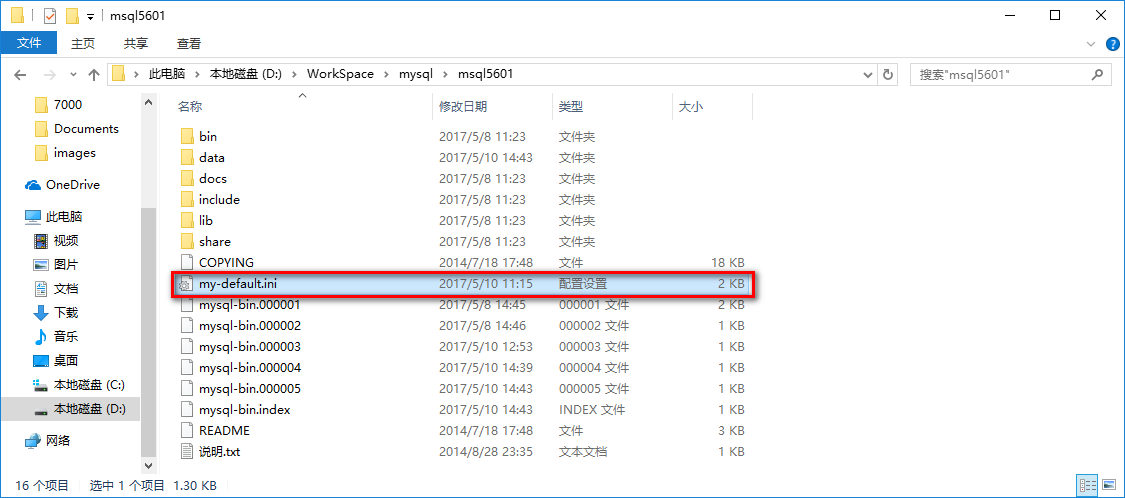 msql5601
文件 主页 共享 查看
此电脑 本地磁盘 (D:) WorkSpace mysql msql5601 搜索"msql5601"
7000
Documents
images
OneDrive
此电脑
视频
图片
文档
下载
音乐
桌面
本地磁盘 (C:)
本地磁盘 (D:)
网络
名称 修改日期 类型 大小
bin 2017/5/8 11:23 文件夹
data 2017/5/10 14:43 文件夹
docs 2017/5/8 11:23 文件夹
include 2017/5/8 11:23 文件夹
lib 2017/5/8 11:23 文件夹
share 2017/5/8 11:23 文件夹
COPYING 2014/7/18 17:48 文件 18 KB
my-default.ini 2017/5/10 11:15 配置设置 2 KB
mysql-bin.000001 2017/5/8 14:45 000001 文件 2 KB
mysql-bin.000002 2017/5/8 14:46 000002 文件 1 KB
mysql-bin.000003 2017/5/10 12:53 000003 文件 1 KB
mysql-bin.000004 2017/5/10 14:39 000004 文件 1 KB
mysql-bin.000005 2017/5/10 14:43 000005 文件 1 KB
mysql-bin.index 2017/5/10 14:43 INDEX 文件 1 KB
README 2014/7/18 17:48 文件 3 KB
说明.txt 2014/8/28 23:35 文本文档 1 KB
16 个项目 选中 1 个项目 1.30 KB